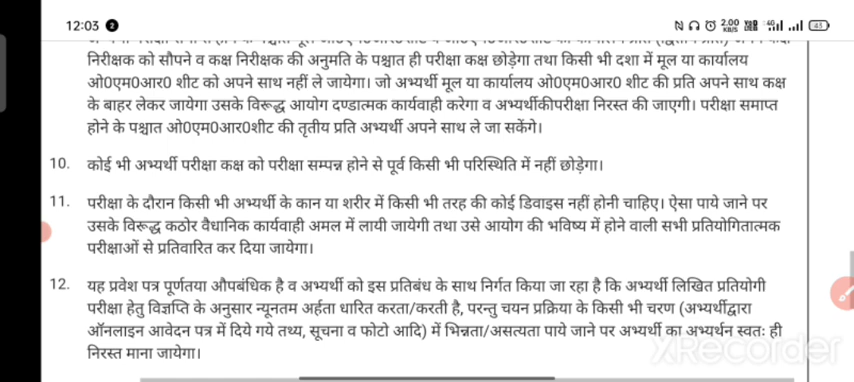 12:03 2
2.00 KB/S 45
निरीक्षक को सौपने व कक्ष निरीक्षक की अनुमति के पश्चात ही परीक्षा कक्ष छोड़ेगा तथा किसी भी दशा में मूल या कार्यालय
ओ0एम0आर0 शीट को अपने साथ नहीं ले जायेगा। जो अभ्यर्थी मूल या कार्यालय ओ0एम0आर0 शीट की प्रति अपने साथ कक्ष
के बाहर लेकर जायेगा उसके विरूद्ध आयोग दण्डात्मक कार्यवाही करेगा व अभ्यर्थीकीपरीक्षा निरस्त की जाएगी। परीक्षा समाप्त
होने के पश्चात ओ0एम0आर0शीट की तृतीय प्रति अभ्यर्थी अपने साथ ले जा सकेंगे।
10. कोई भी अभ्यर्थी परीक्षा कक्ष को परीक्षा सम्पन्न होने से पूर्व किसी भी परिस्थिति में नहीं छोड़ेगा।
11. परीक्षा के दौरान किसी भी अभ्यर्थी के कान या शरीर में किसी भी तरह की कोई डिवाइस नहीं होनी चाहिए। ऐसा पाये जाने पर
उसके विरूद्ध कठोर वैधानिक कार्यवाही अमल में लायी जायेगी तथा उसे आयोग की भविष्य में होने वाली सभी प्रतियोगितात्मक
परीक्षाओं से प्रतिवारित कर दिया जायेगा।
12. यह प्रवेश पत्र पूर्णतया औपबंधिक है व अभ्यर्थी को इस प्रतिबंध के साथ निर्गत किया जा रहा है कि अभ्यर्थी लिखित प्रतियोगी
परीक्षा हेतु विज्ञप्ति के अनुसार न्यूनतम अर्हता धारित करता/करती है, परन्तु चयन प्रक्रिया के किसी भी चरण (अभ्यर्थीद्वारा
ऑनलाइन आवेदन पत्र में दिये गये तथ्य, सूचना व फोटो आदि) में भिन्नता/असत्यता पाये जाने पर अभ्यर्थी का अभ्यर्थन स्वतः ही
निरस्त माना जायेगा।
XRecorder